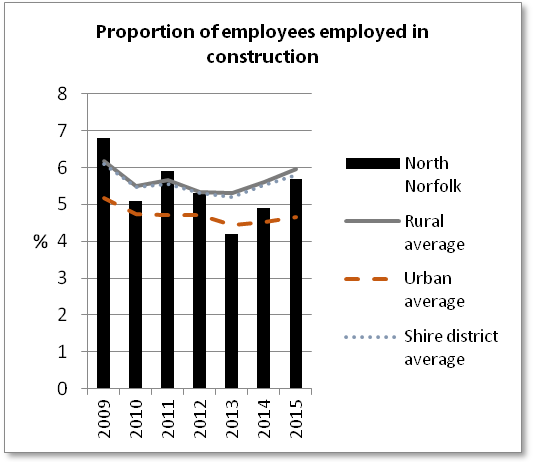 Proportion of employees employed in
construction
8
7
6
5
4
3
2
1
0
%
2009
2010
2011
2012
2013
2014
2015
North
Norfolk
Rural
average
Urban
average
Shire district
average